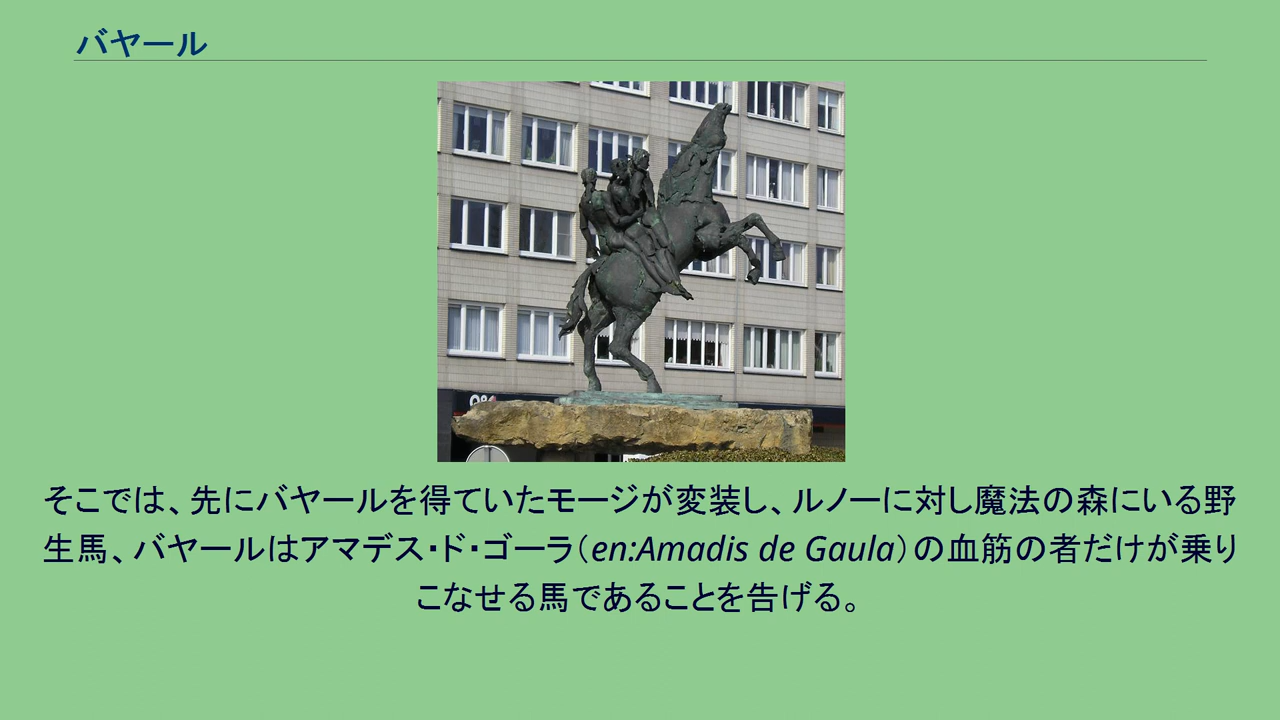 バヤール
そこでは、先にバヤールを得ていたモージが変装し、ルノーに対し魔法の森にいる野
生馬、バヤールはアマデス・ド・ゴーラ（en:Amadis de Gaula）の血筋の者だけが乗り
こなせる馬であることを告げる。